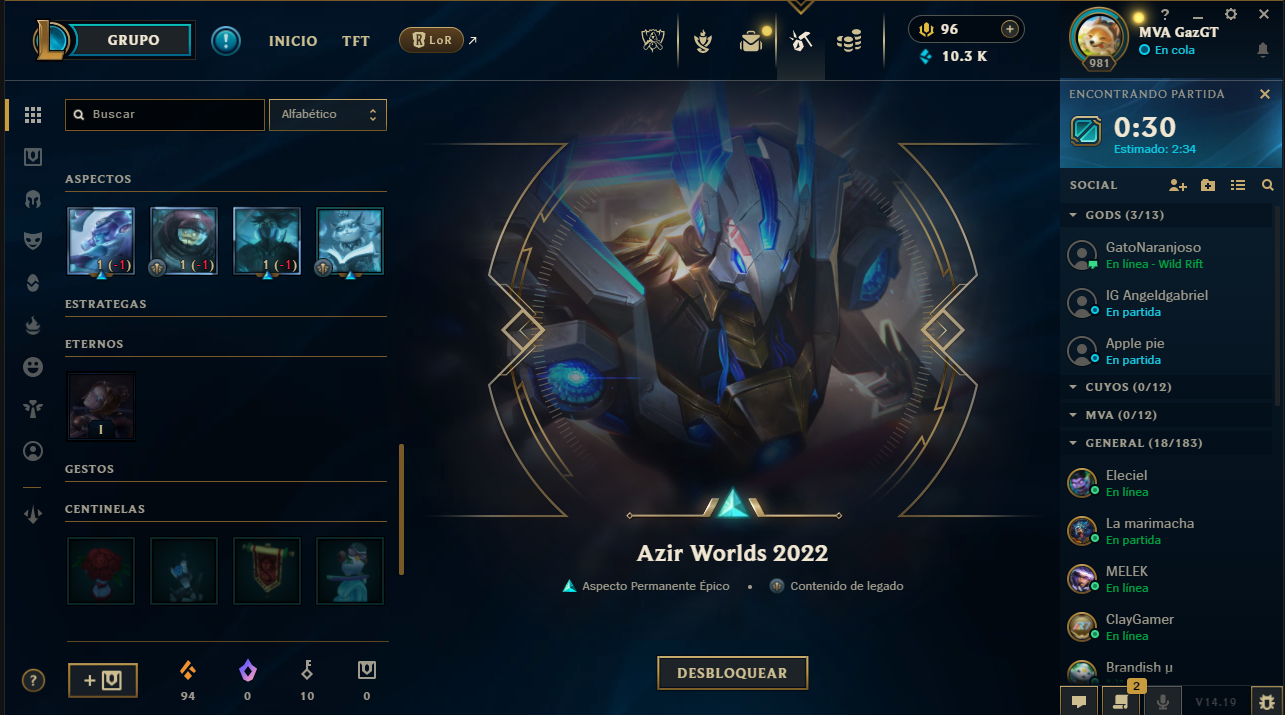 GRUPO
INICIO
TFT
LoR
96
10.3 K
MVA GazGT
En cola
981
ENCONTRANDO PARTIDA
0:30
Estimado: 2:34
Buscar
Alfabético
ASPECTOS
1 (-1)
1 (-1)
1 (-1)
1 (-1)
ESTRATEGAS
ETERNOS
I
GESTOS
CENTINELAS
94
0
10
0
Azir Worlds 2022
Aspecto Permanente Épico • Contenido de legado
DESBLOQUEAR
SOCIAL
GODS (3/13)
GatoNaranjoso
En línea - Wild Rift
IG Angeldgabriel
En partida
Apple pie
En partida
CUYOS (0/12)
MVA (0/12)
GENERAL (18/183)
Eleciel
En línea
La marimacha
En partida
MELEK
En línea
ClayGamer
En línea
Brandish µ
2
V14.19